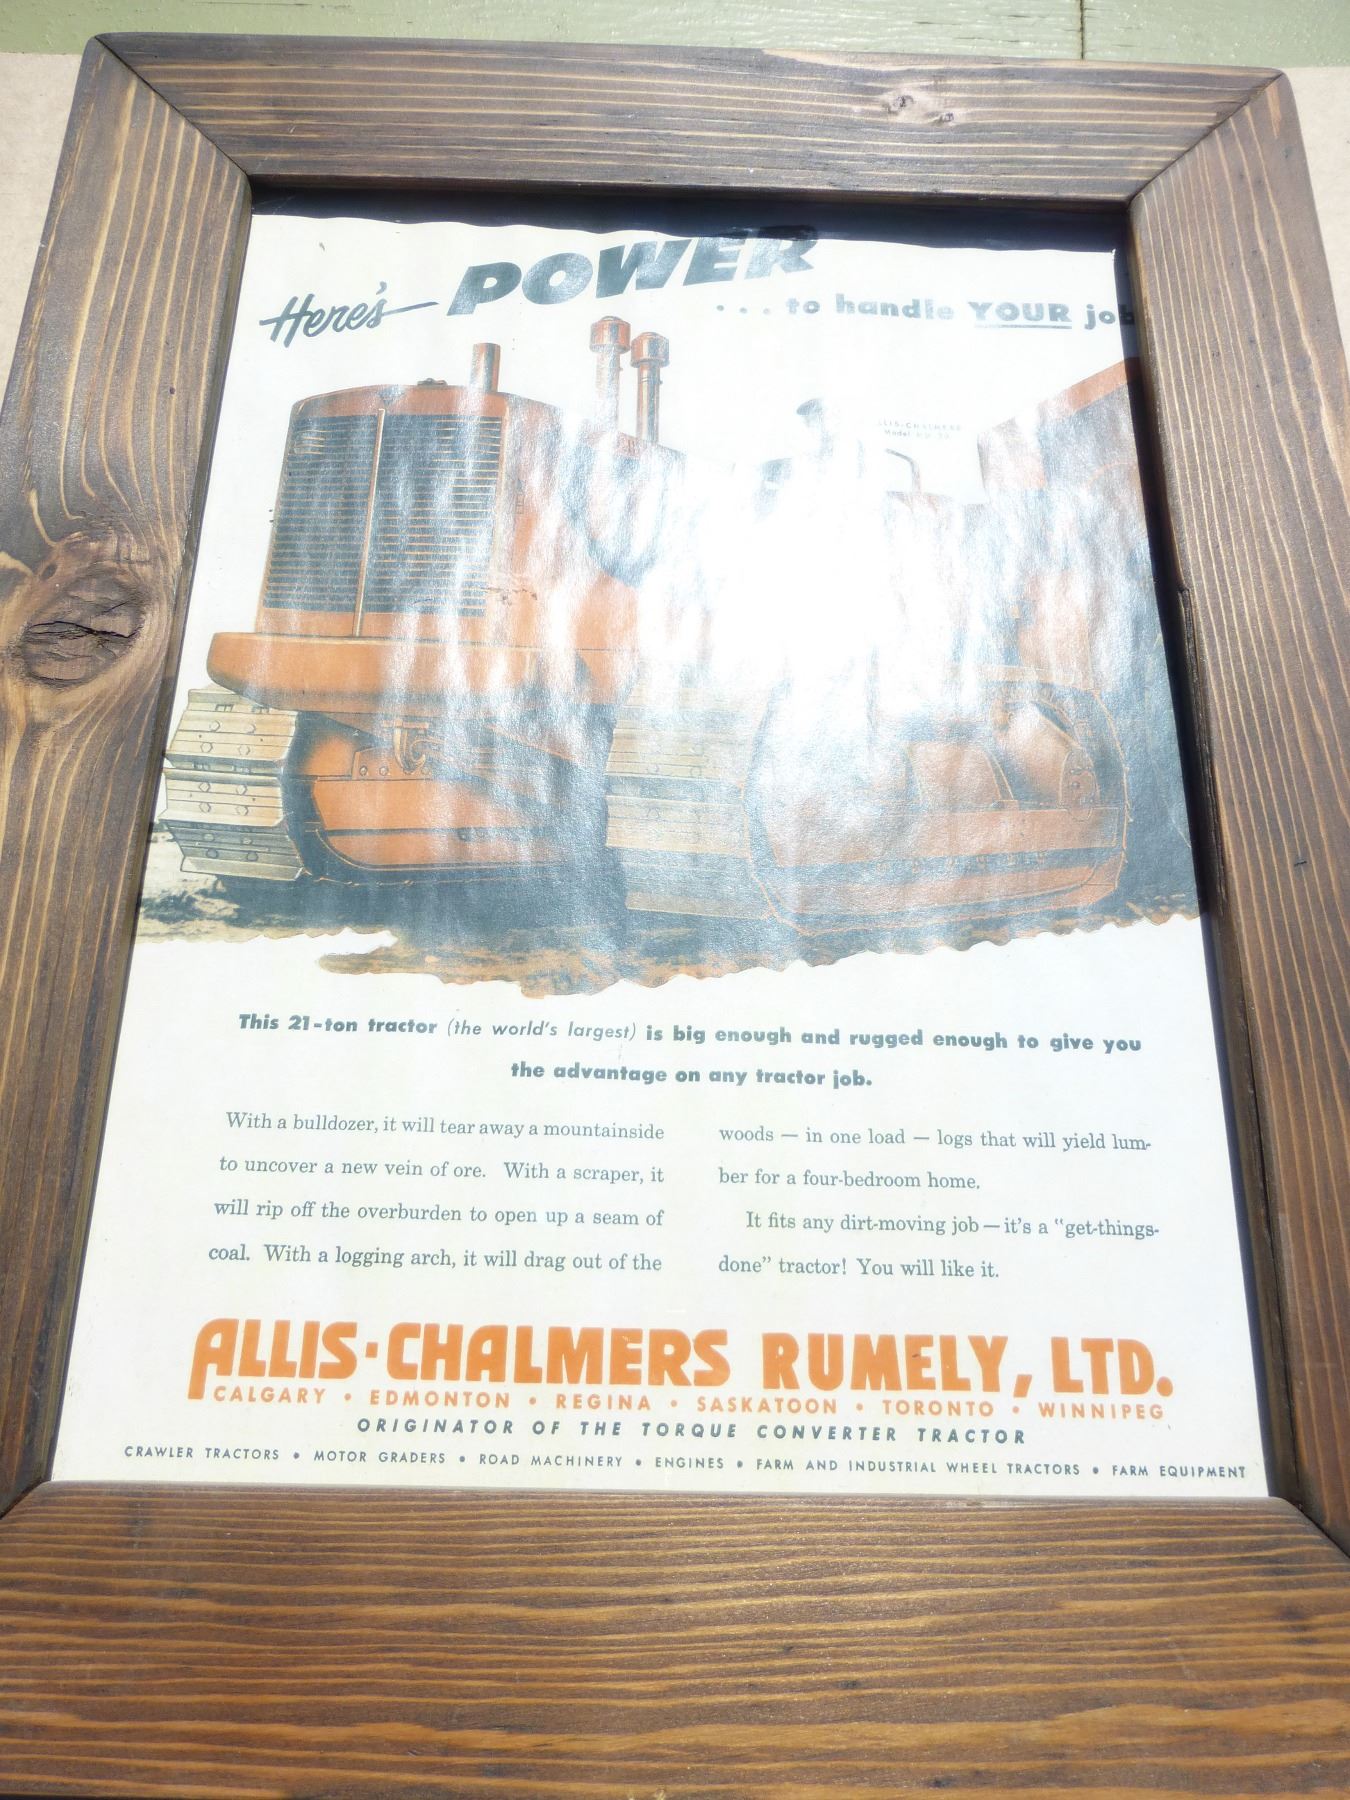 Here's POWER
. . . to handle YOUR job
ALLIS-CHALMERS
Model HD-20
This 21-ton tractor (the world's largest) is big enough and rugged enough to give you
the advantage on any tractor job.
With a bulldozer, it will tear away a mountainside
to uncover a new vein of ore. With a scraper, it
will rip off the overburden to open up a seam of
coal. With a logging arch, it will drag out of the
woods — in one load — logs that will yield lum-
ber for a four-bedroom home.
It fits any dirt-moving job — it's a "get-things-
done" tractor! You will like it.
ALLIS·CHALMERS RUMELY, LTD.
CALGARY • EDMONTON • REGINA • SASKATOON • TORONTO • WINNIPEG
ORIGINATOR OF THE TORQUE CONVERTER TRACTOR
CRAWLER TRACTORS • MOTOR GRADERS • ROAD MACHINERY • ENGINES • FARM AND INDUSTRIAL WHEEL TRACTORS • FARM EQUIPMENT